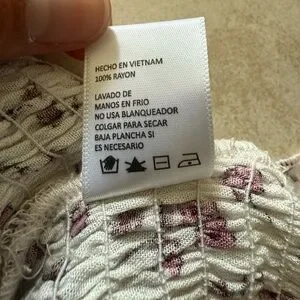 HECHO EN VIETNAM
100% RAYON
LAVADO DE
MANOS EN FRIO
NO USA BLANQUEADOR
COLGAR PARA SECAR
BAJA PLANCHA SI
ES NECESARIO